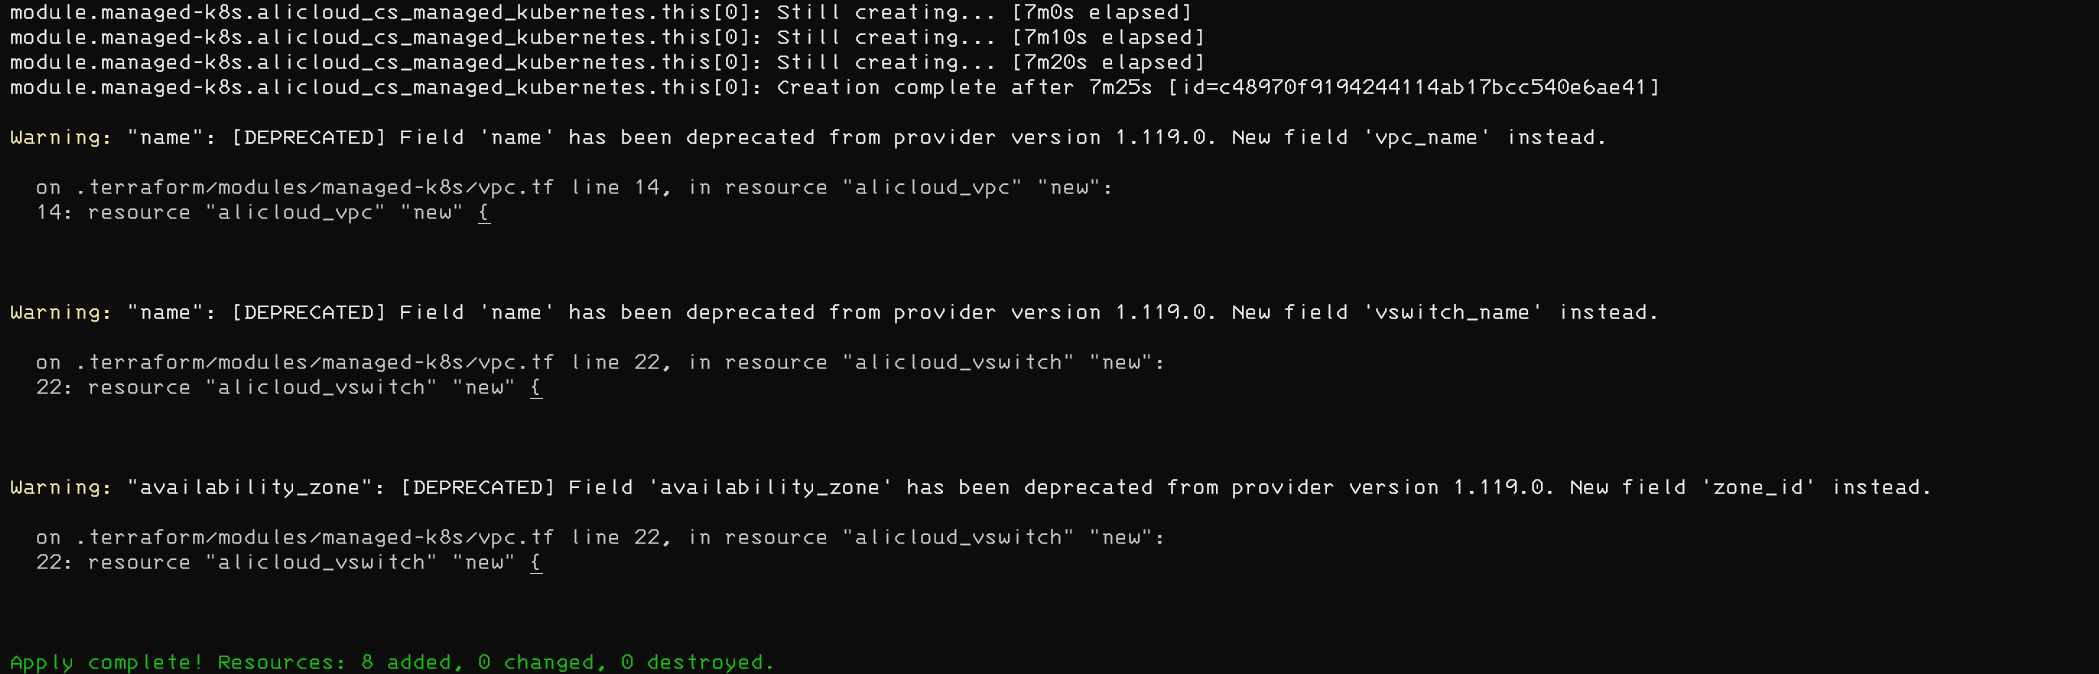 module.managed-k8s.alicloud_cs_managed_kubernetes.this[0]: Still creating... [7m0s elapsed]
module.managed-k8s.alicloud_cs_managed_kubernetes.this[0]: Still creating... [7m10s elapsed]
module.managed-k8s.alicloud_cs_managed_kubernetes.this[0]: Still creating... [7m20s elapsed]
module.managed-k8s.alicloud_cs_managed_kubernetes.this[0]: Creation complete after 7m25s [id=c48970f9194244114ab17bcc540e6ae41]
Warning: "name": [DEPRECATED] Field 'name' has been deprecated from provider version 1.119.0. New field 'vpc_name' instead.
on .terraform/modules/managed-k8s/vpc.tf line 14, in resource "alicloud_vpc" "new":
14: resource "alicloud_vpc" "new" {
Warning: "name": [DEPRECATED] Field 'name' has been deprecated from provider version 1.119.0. New field 'vswitch_name' instead.
on .terraform/modules/managed-k8s/vpc.tf line 22, in resource "alicloud_vswitch" "new":
22: resource "alicloud_vswitch" "new" {
Warning: "availability_zone": [DEPRECATED] Field 'availability_zone' has been deprecated from provider version 1.119.0. New field 'zone_id' instead.
on .terraform/modules/managed-k8s/vpc.tf line 22, in resource "alicloud_vswitch" "new":
22: resource "alicloud_vswitch" "new" {
Apply complete! Resources: 8 added, 0 changed, 0 destroyed.